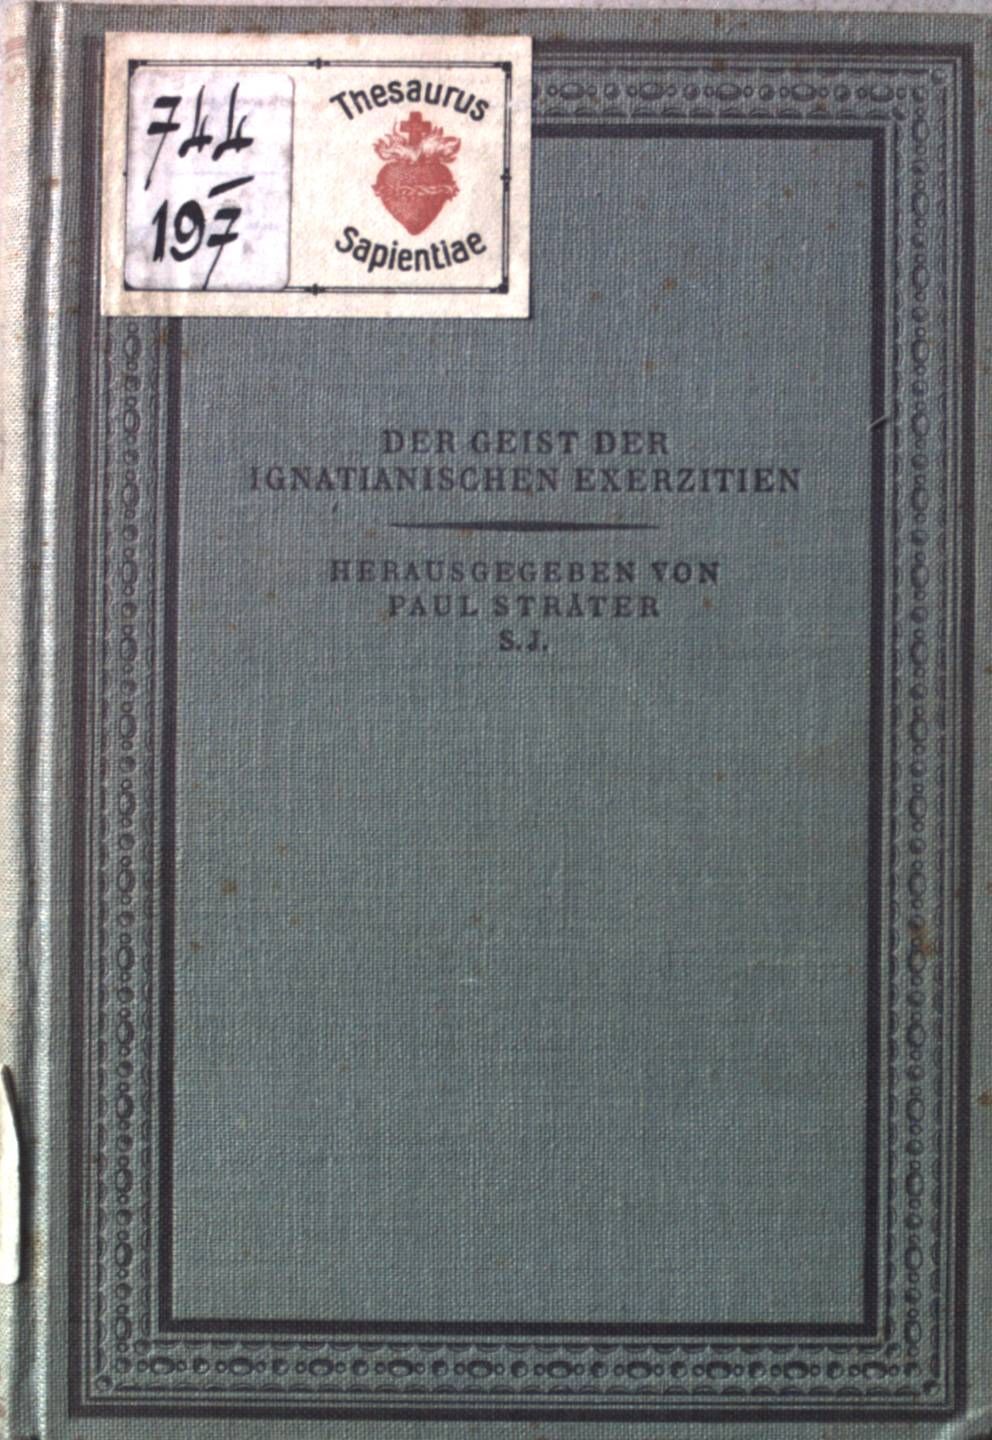 744
197
Thesaurus
Sapientiae
DER GEIST DER
IGNATIANISCHEN EXERZITIEN
HERAUSGEGEBEN VON
PAUL STRÄTER
S. J.